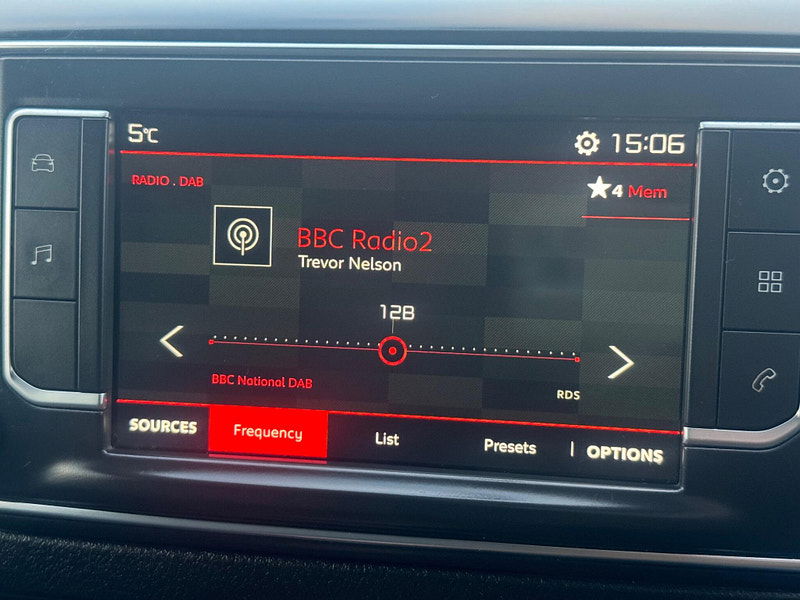 5°C
15:06
RADIO . DAB
4 Mem
BBC Radio2
Trevor Nelson
12B
BBC National DAB
RDS
SOURCES
Frequency
List
Presets
OPTIONS